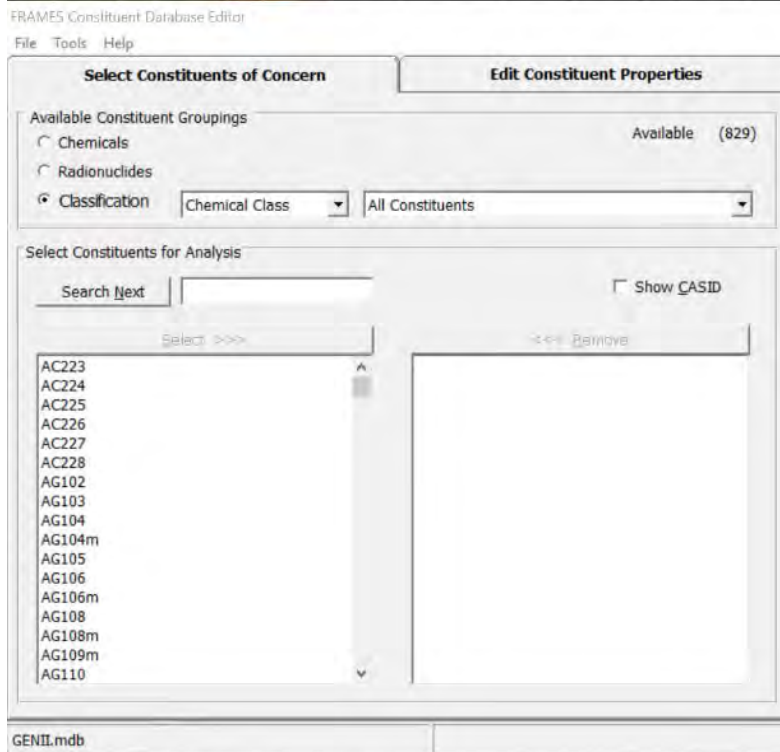 FRAMES Constituent Database Editor
File Tools Help
Select Constituents of Concern Edit Constituent Properties
Available Constituent Groupings
Available (829)
Chemicals
Radionuclides
Classification Chemical Class All Constituents
Select Constituents for Analysis
Search Next Show CASID
Select >>> <<< Remove
AC223
AC224
AC225
AC226
AC227
AC228
AG102
AG103
AG104
AG104m
AG105
AG106
AG106m
AG108
AG108m
AG109m
AG110
GENII.mdb